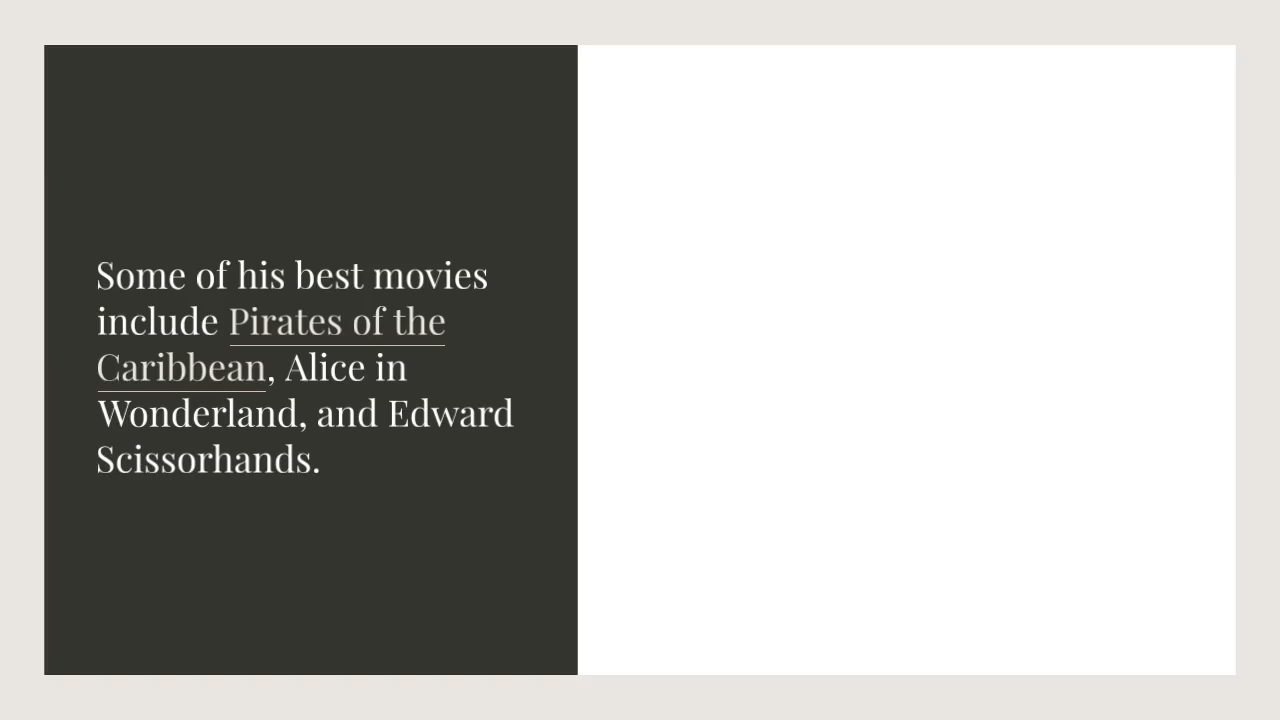 Some of his best movies
include Pirates of the
Caribbean, Alice in
Wonderland, and Edward
Scissorhands.